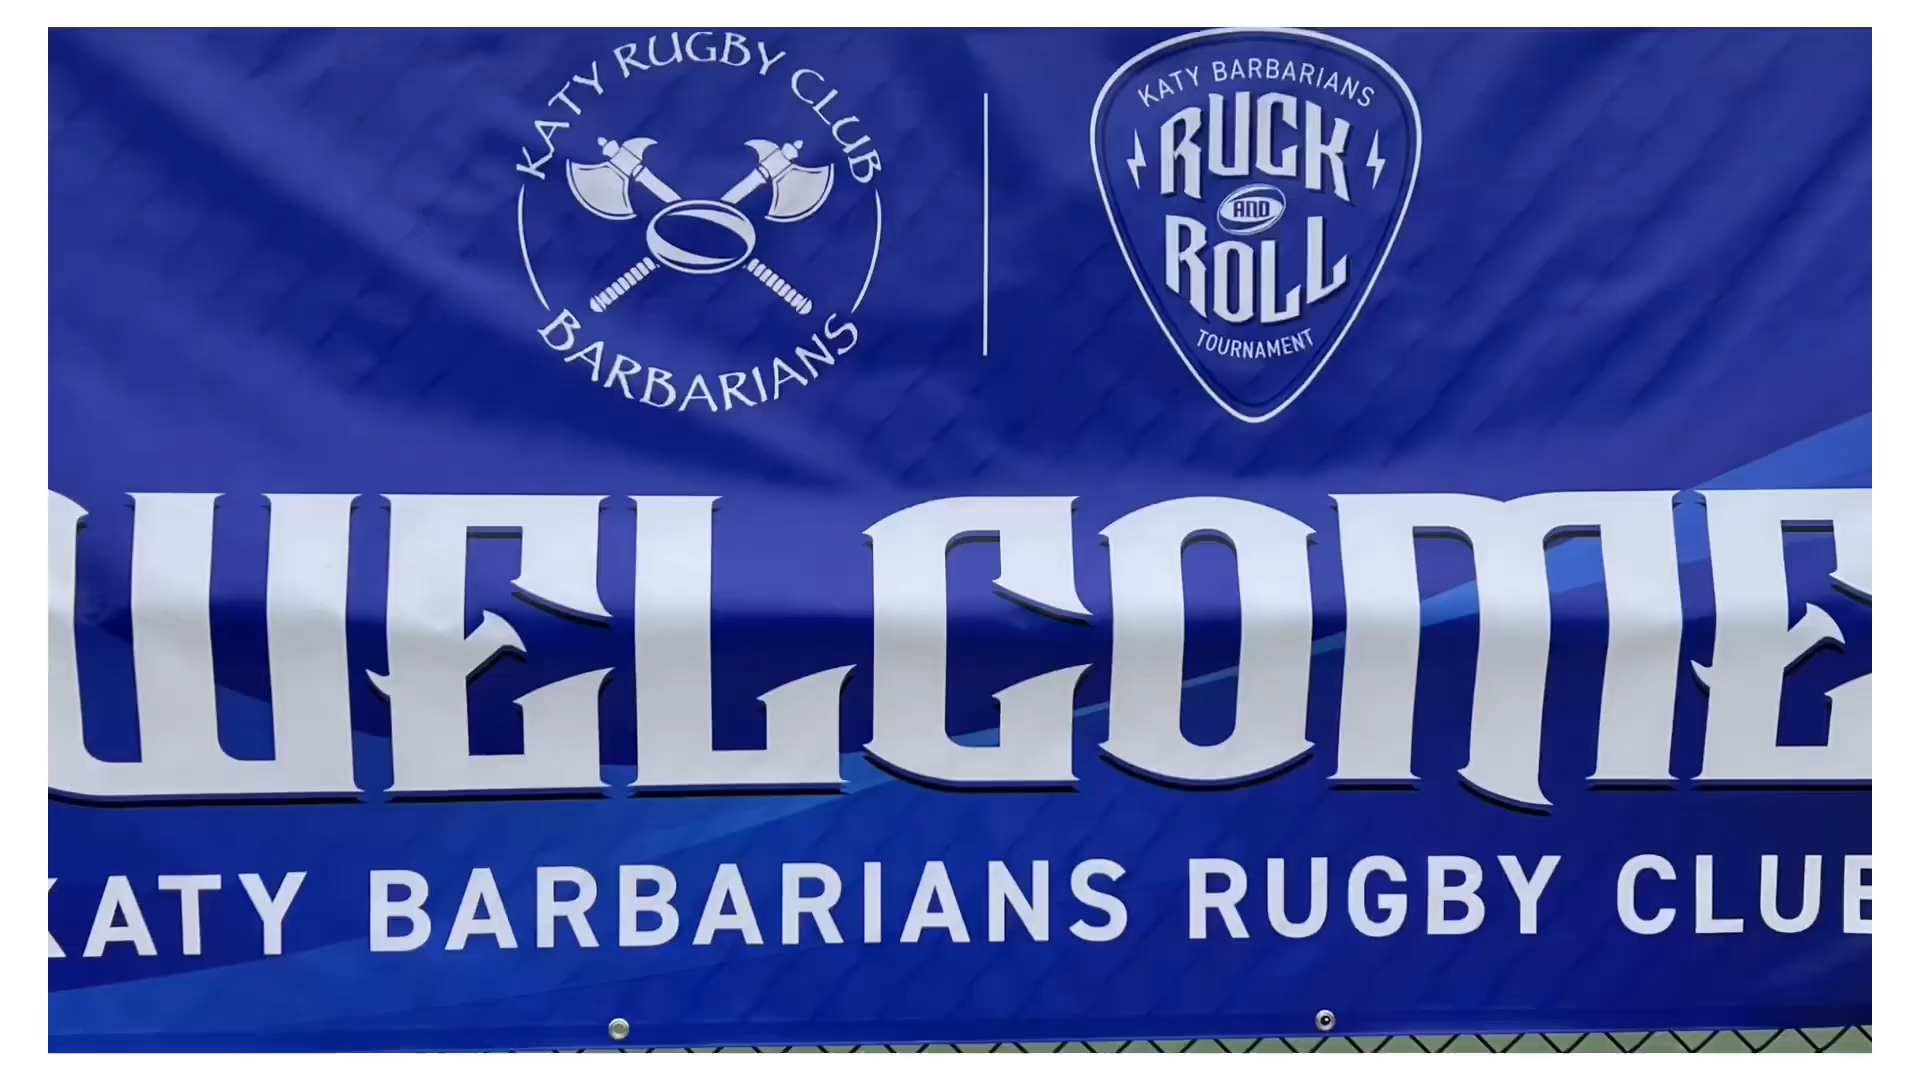 KATY RUGBY CLUB
BARBARIANS
KATY BARBARIANS
RUCK
AND
ROLL
TOURNAMENT
WELCOME
KATY BARBARIANS RUGBY CLUB